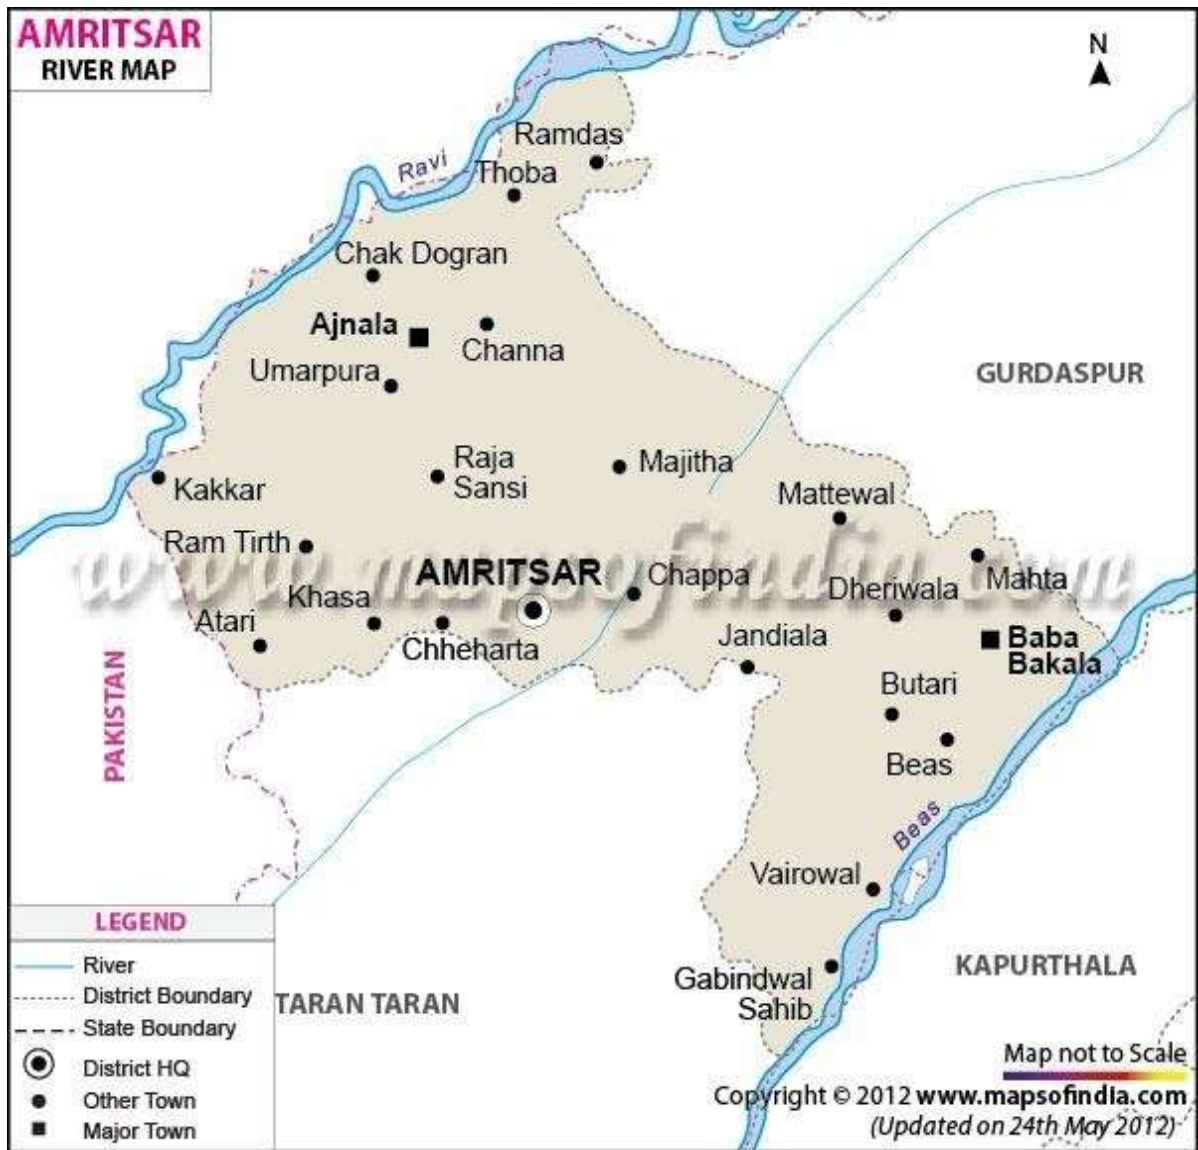 AMRITSAR
RIVER MAP
N
Ramdas
Ravi
Thoba
Chak Dogran
Ajnala
Channa
Umarpura
GURDASPUR
Raja
Sansi
Majitha
Kakkar
Mattewal
Ram Tirth
www.mapsofindia.com
AMRITSAR
Chappa
Mahta
Khasa
Dheriwala
Atari
Chheharta
Jandiala
Baba
Bakala
PAKISTAN
Butari
Beas
Beas
Vairowal
LEGEND
River
District Boundary
State Boundary
District HQ
Other Town
Major Town
TARAN TARAN
Gabindwal
Sahib
KAPURTHALA
Map not to Scale
Copyright © 2012 www.mapsofindia.com
(Updated on 24th May 2012)